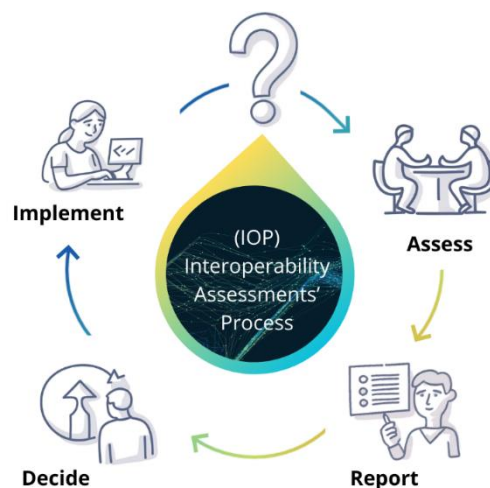 Implement
(IOP)
Interoperability
Assessments’
Process
Assess
Decide
Report